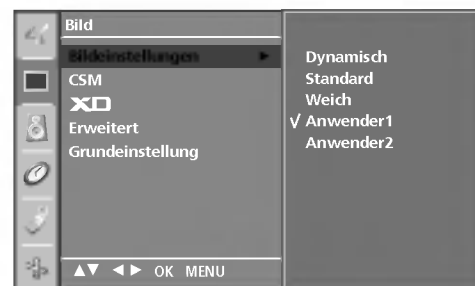 Bild
Bildeinstellungen
CSM
XD
Erweitert
Grundeinstellung
Dynamisch
Standard
Weich
√ Anwender1
Anwender2
▲▼ ◄► OK MENU